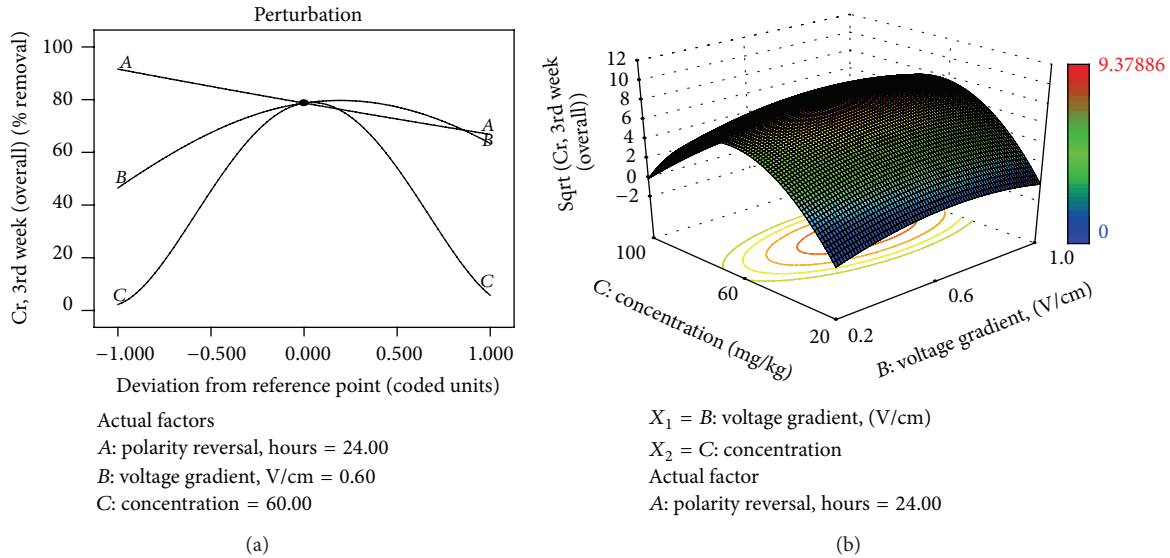 Perturbation
Cr, 3rd week (overall) (% removal)
100
80
60
40
20
0
A
B
C
A
B
C
−1.000
−0.500
0.000
0.500
1.000
Deviation from reference point (coded units)
Actual factors
A: polarity reversal, hours = 24.00
B: voltage gradient, V/cm = 0.60
C: concentration = 60.00
(a)
Sqrt (Cr, 3rd week
(overall))
12
10
8
6
4
2
0
−2
100
60
20
C: concentration (mg/kg)
0.2
0.6
1.0
B: voltage gradient, (V/cm)
9.37886
0
X1 = B: voltage gradient, (V/cm)
X2 = C: concentration
Actual factor
A: polarity reversal, hours = 24.00
(b)